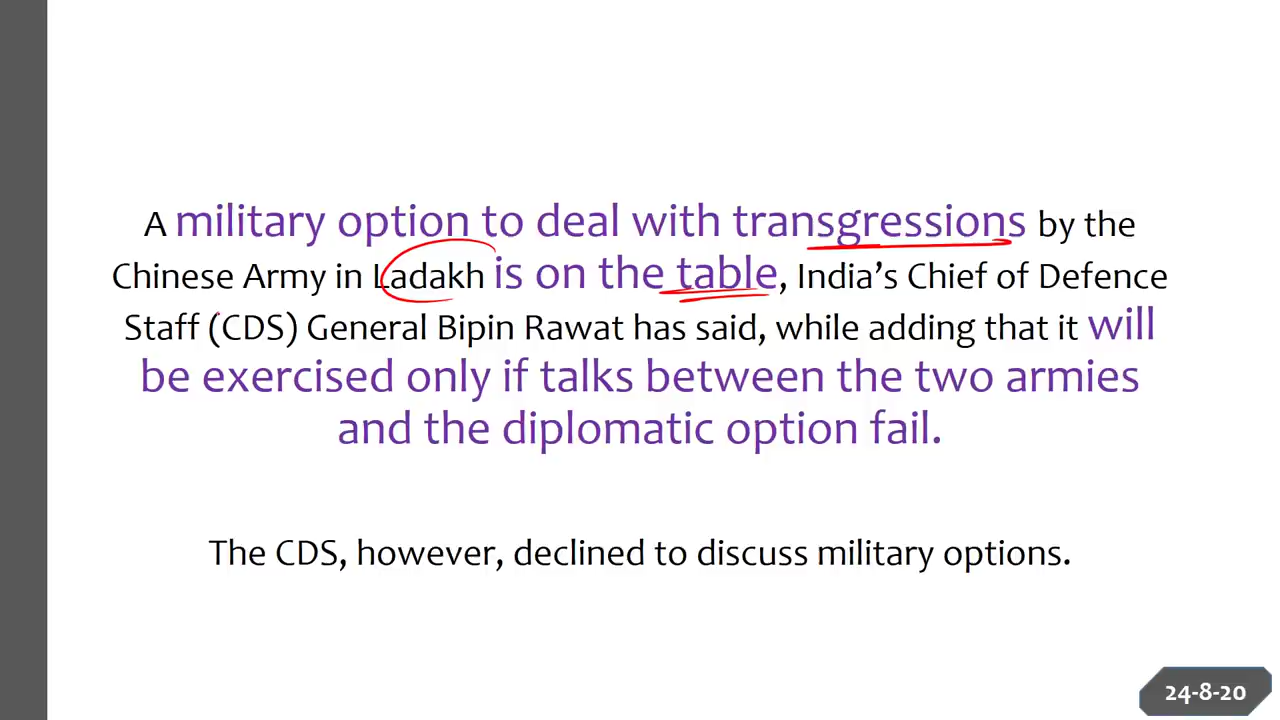 A military option to deal with transgressions by the
Chinese Army in Ladakh is on the table, India’s Chief of Defence
Staff (CDS) General Bipin Rawat has said, while adding that it will
be exercised only if talks between the two armies
and the diplomatic option fail.
The CDS, however, declined to discuss military options.
24-8-20